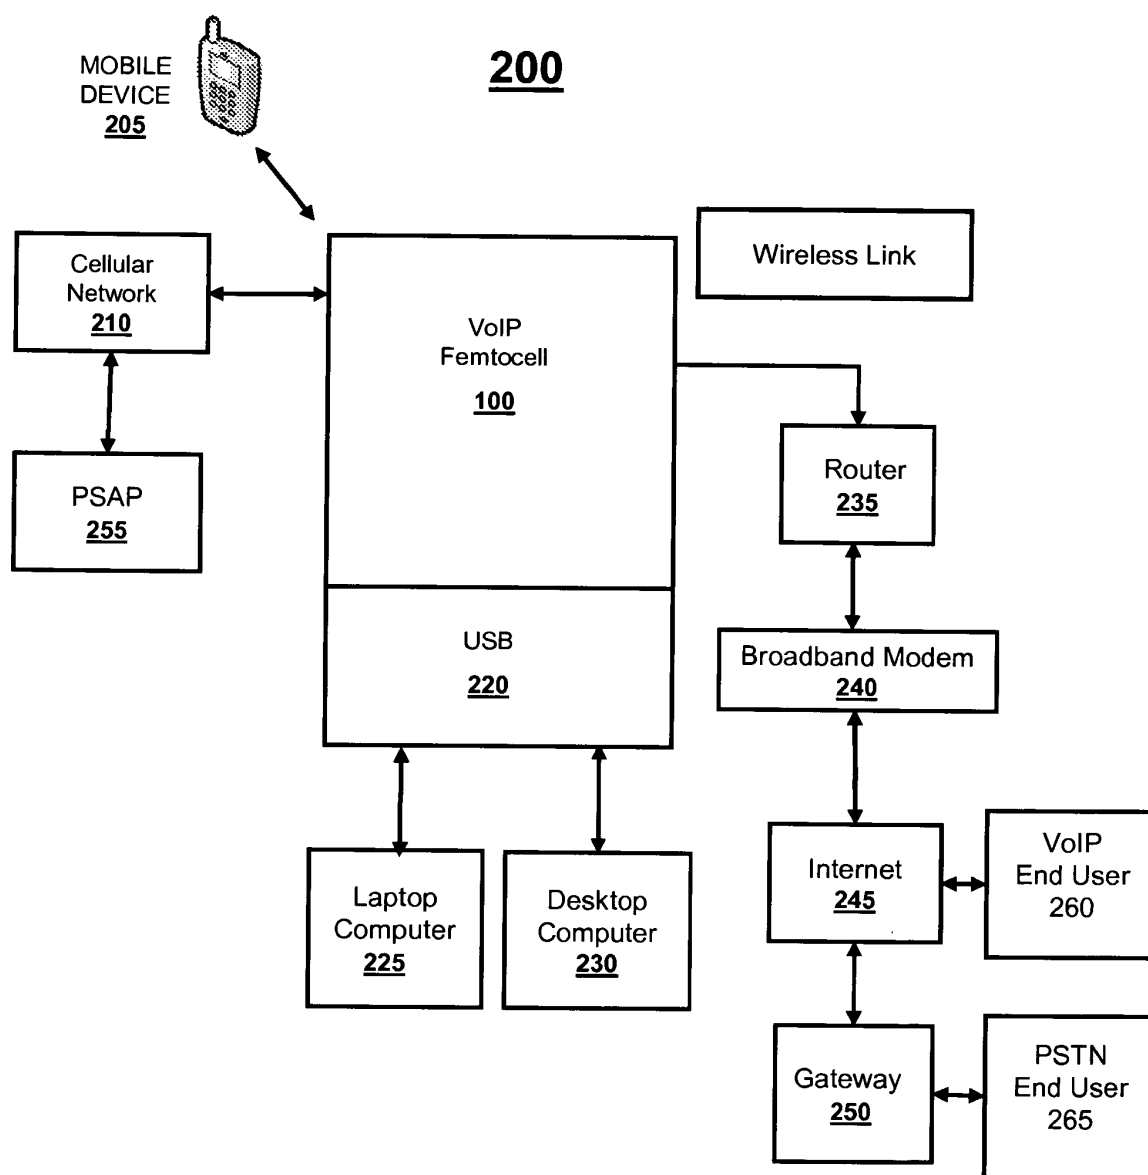 200
MOBILE
DEVICE
205
Cellular
Network
210
Wireless Link
VoIP
Femtocell
100
PSAP
255
Router
235
USB
220
Broadband Modem
240
Laptop
Computer
225
Desktop
Computer
230
Internet
245
VoIP
End User
260
Gateway
250
PSTN
End User
265